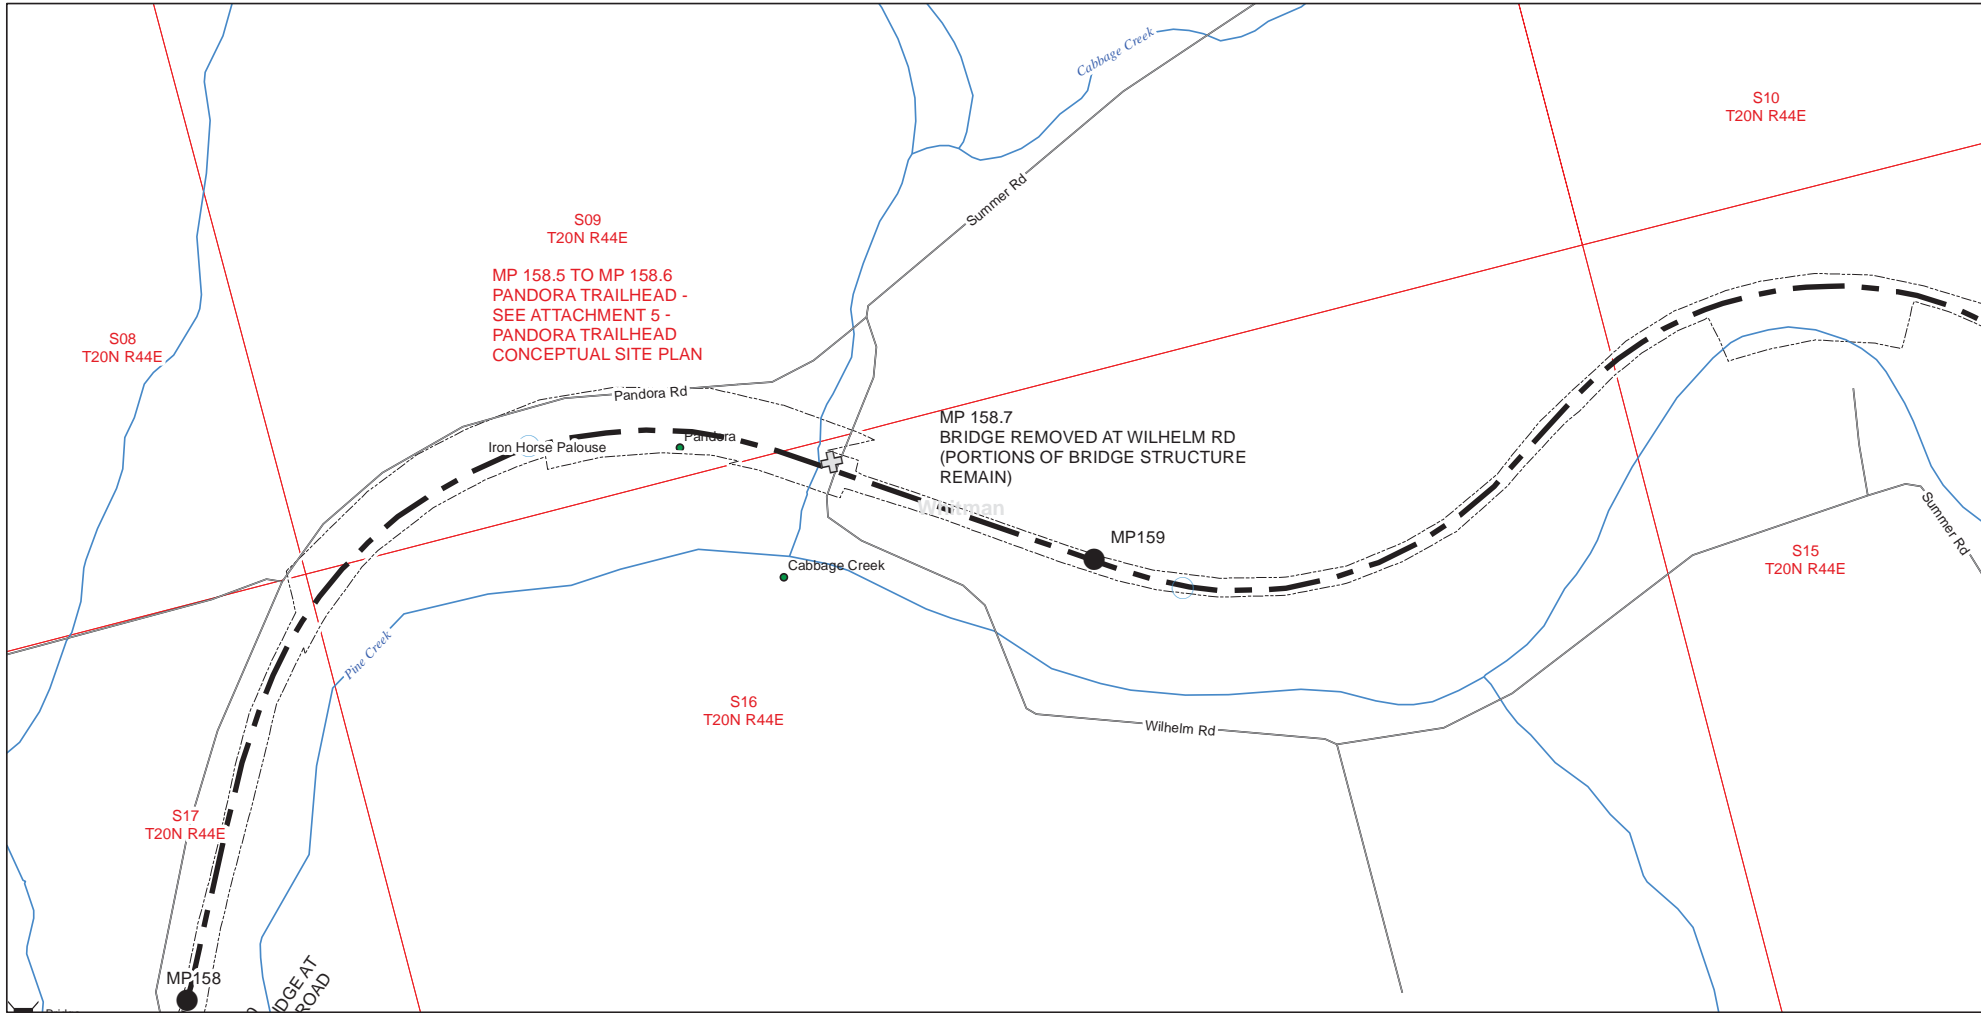 Cabbage Creek
S10
T20N R44E
Summer Rd
S09
T20N R44E
MP 158.5 TO MP 158.6
PANDORA TRAILHEAD -
SEE ATTACHMENT 5 -
PANDORA TRAILHEAD
CONCEPTUAL SITE PLAN
S08
T20N R44E
Pandora Rd
MP 158.7
BRIDGE REMOVED AT WILHELM RD
(PORTIONS OF BRIDGE STRUCTURE
REMAIN)
Iron Horse Palouse
Pandora
Whitman
MP159
Summer Rd
S15
T20N R44E
Cabbage Creek
Pine Creek
S16
T20N R44E
Wilhelm Rd
S17
T20N R44E
MP158
IDGE AT
ROAD